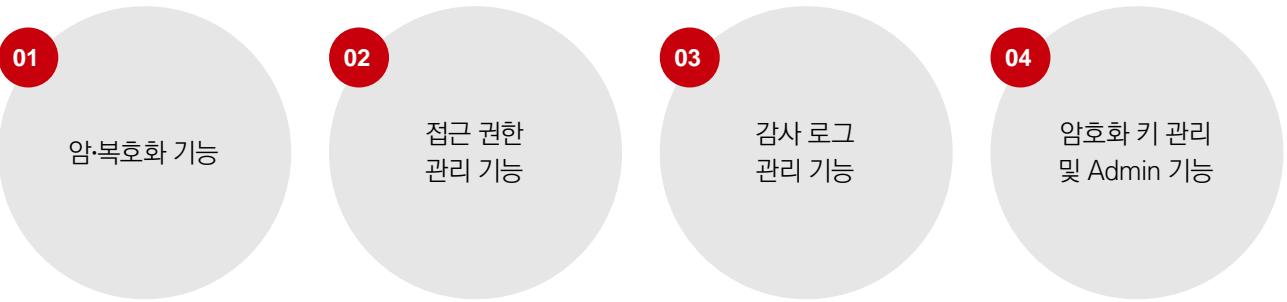 01
암·복호화 기능
02
접근 권한
관리 기능
03
감사 로그
관리 기능
04
암호화 키 관리
및 Admin 기능